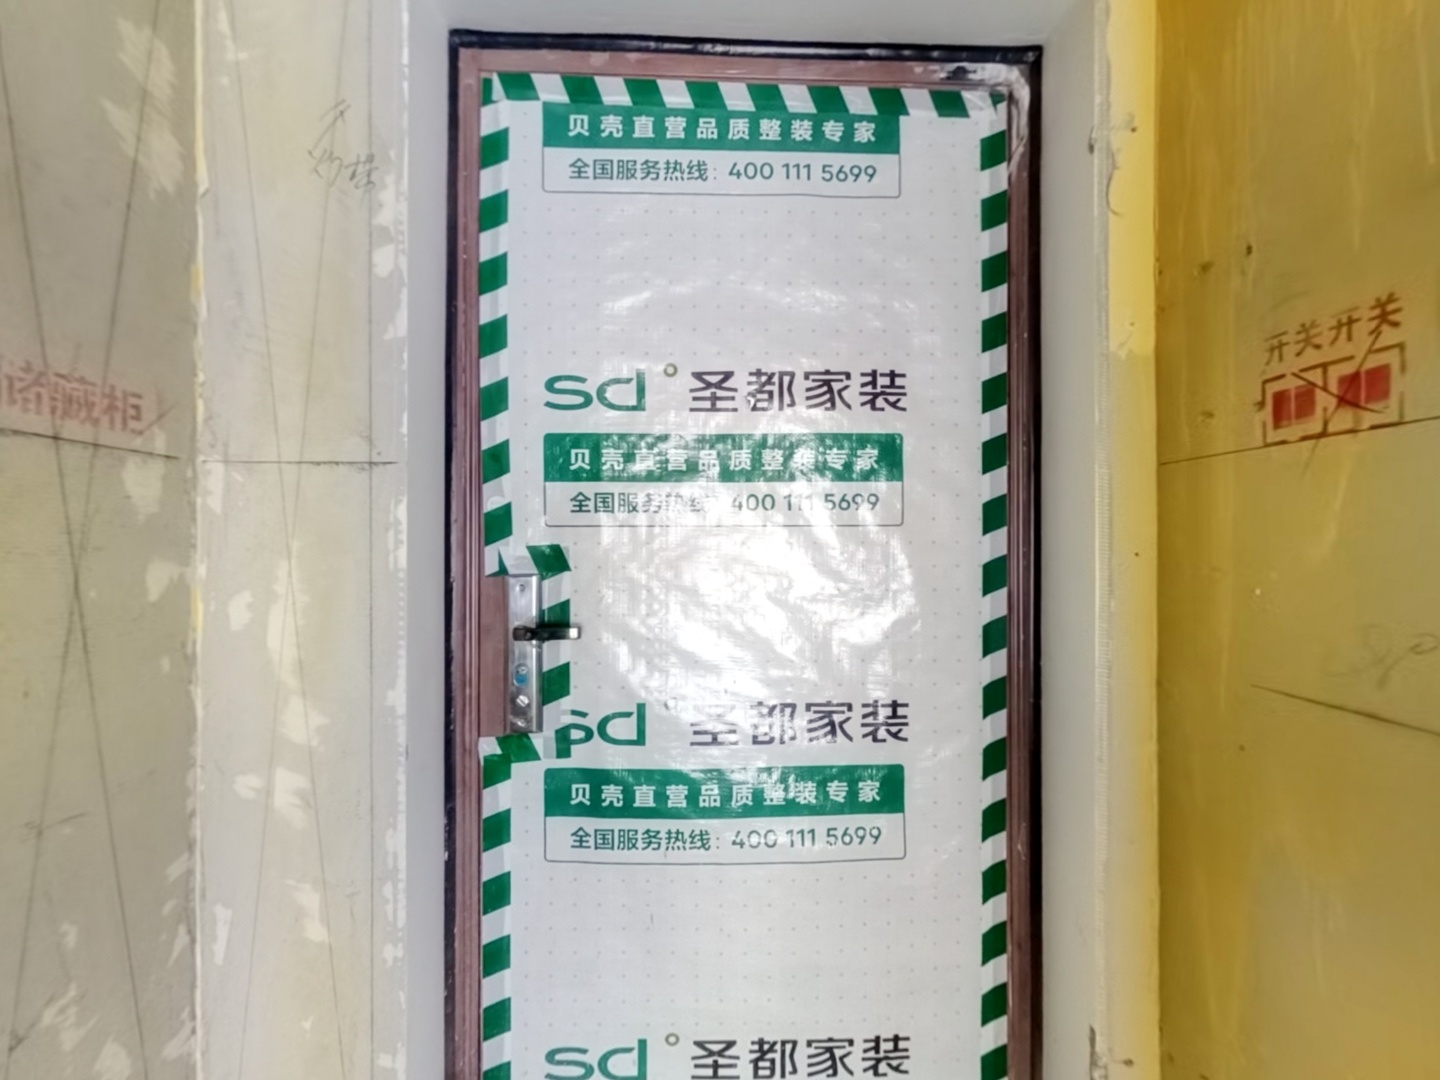 贝壳直营品质整装专家
全国服务热线：400 111 5699
sd 圣都家装
贝壳直营品质整装专家
全国服务热线：400 111 5699
sd 圣都家装
贝壳直营品质整装专家
全国服务热线：400 111 5699
sd 圣都家装
储藏柜
开关开关